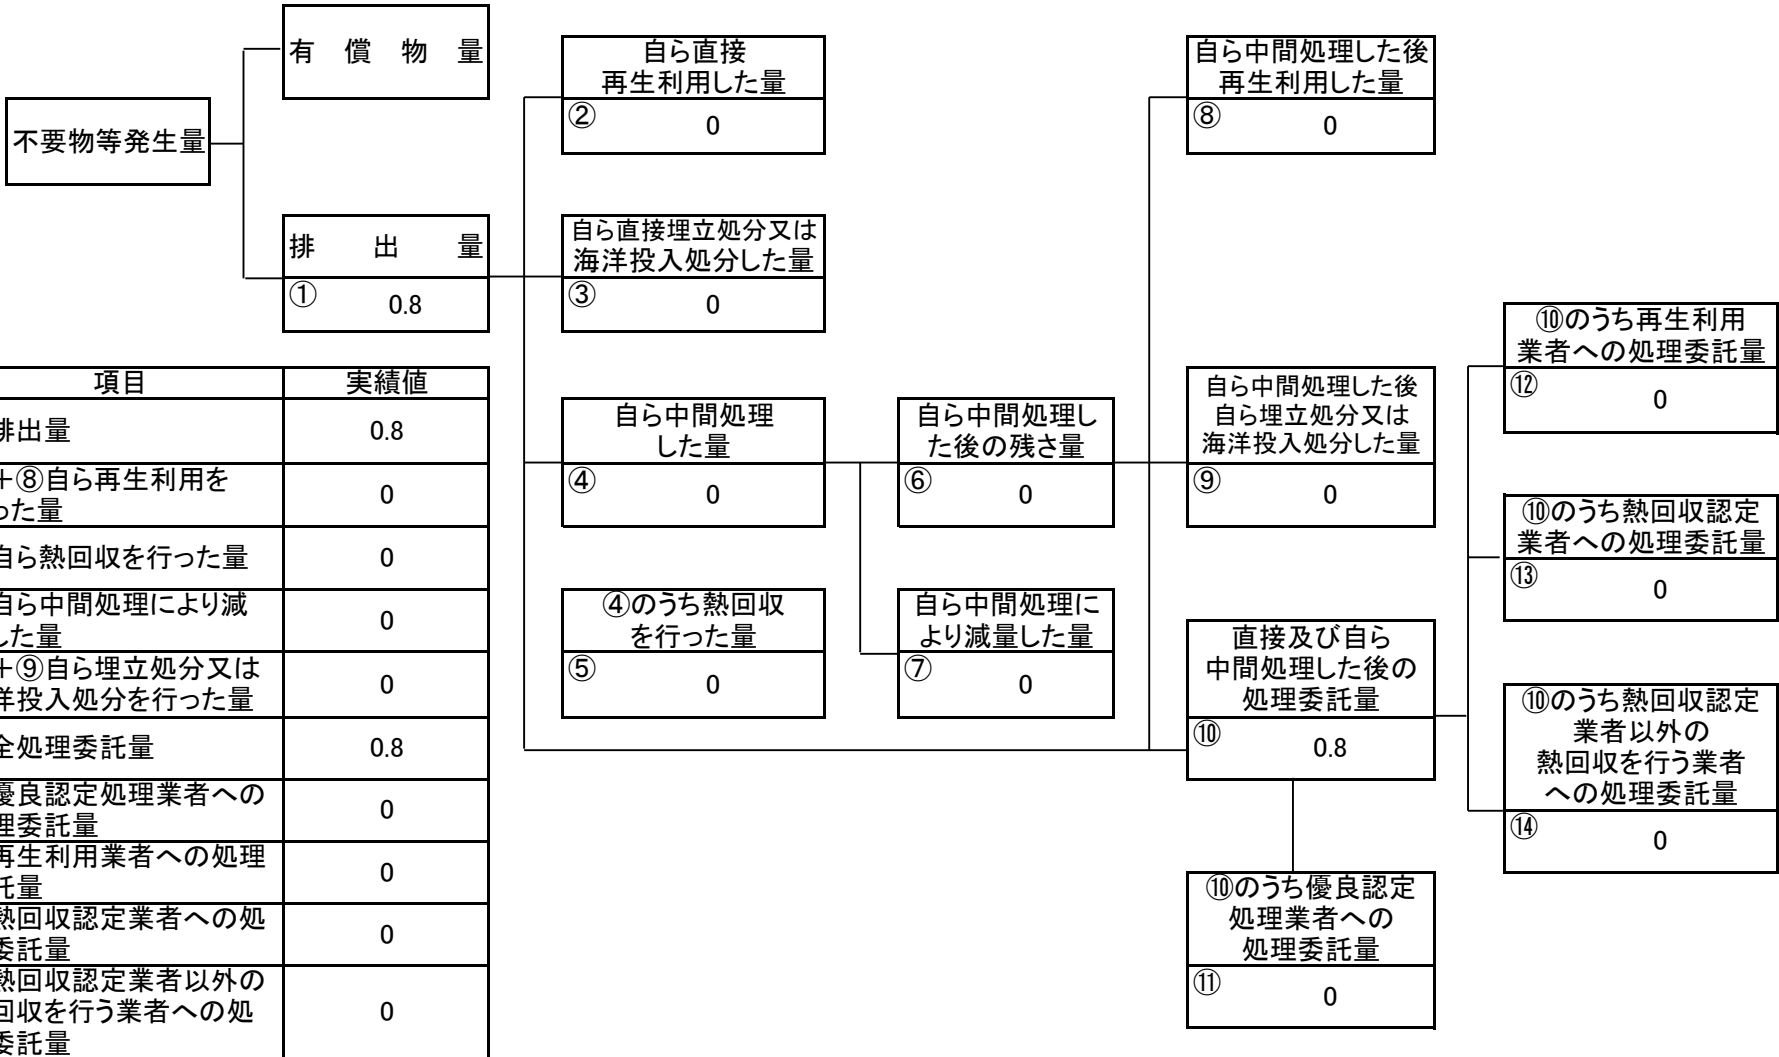 有 償 物 量
不要物等発生量
排 出 量
① 0.8
自ら直接
再生利用した量
② 0
自ら直接埋立処分又は
海洋投入処分した量
③ 0
自ら中間処理
した量
④ 0
④のうち熱回収
を行った量
⑤ 0
自ら中間処理し
た後の残さ量
⑥ 0
自ら中間処理に
より減量した量
⑦ 0
自ら中間処理した後
再生利用した量
⑧ 0
自ら中間処理した後
自ら埋立処分又は
海洋投入処分した量
⑨ 0
直接及び自ら
中間処理した後の
処理委託量
⑩ 0.8
⑩のうち優良認定
処理業者への
処理委託量
⑪ 0
⑩のうち再生利用
業者への処理委託量
⑫ 0
⑩のうち熱回収認定
業者への処理委託量
⑬ 0
⑩のうち熱回収認定
業者以外の
熱回収を行う業者
への処理委託量
⑭ 0
項目 実績値
排出量 0.8
+⑧自ら再生利用を
った量 0
自ら熱回収を行った量 0
自ら中間処理により減
した量 0
+⑨自ら埋立処分又は
洋投入処分を行った量 0
全処理委託量 0.8
優良認定処理業者への
理委託量 0
再生利用業者への処理
託量 0
熱回収認定業者への処
委託量 0
熱回収認定業者以外の
回収を行う業者への処
委託量 0